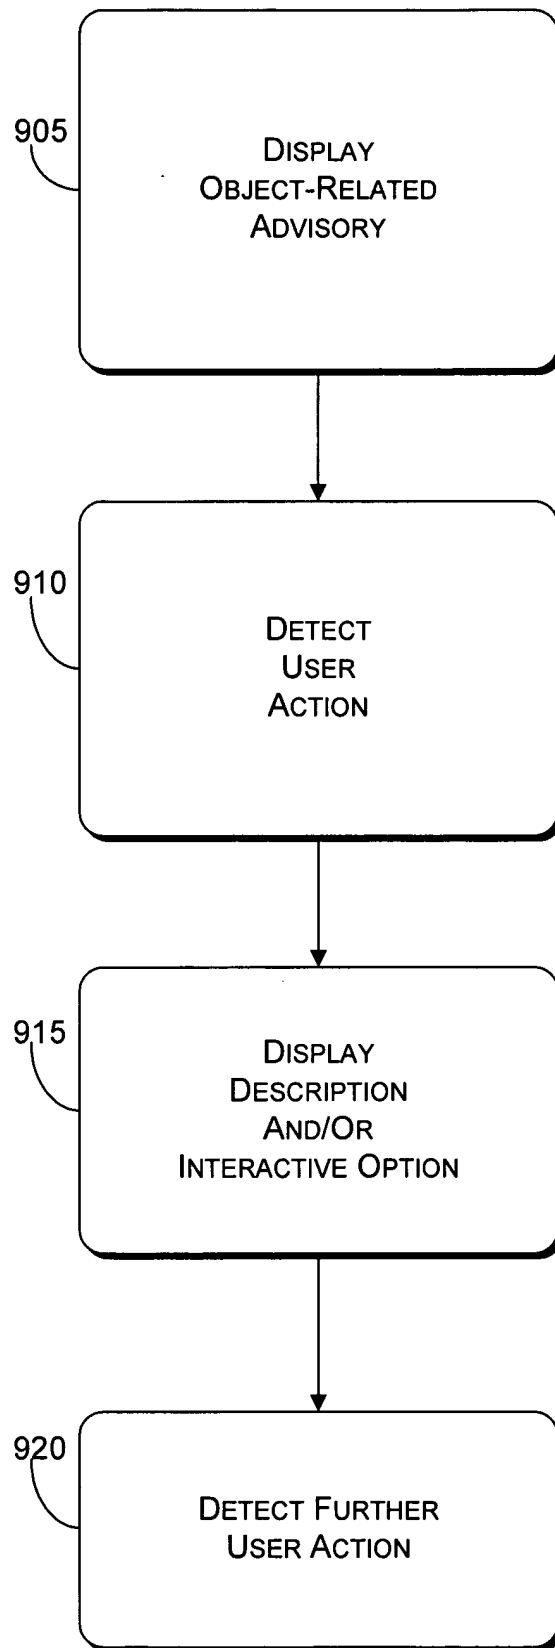 905
DISPLAY
OBJECT-RELATED
ADVISORY
910
DETECT
USER
ACTION
915
DISPLAY
DESCRIPTION
AND/OR
INTERACTIVE OPTION
920
DETECT FURTHER
USER ACTION